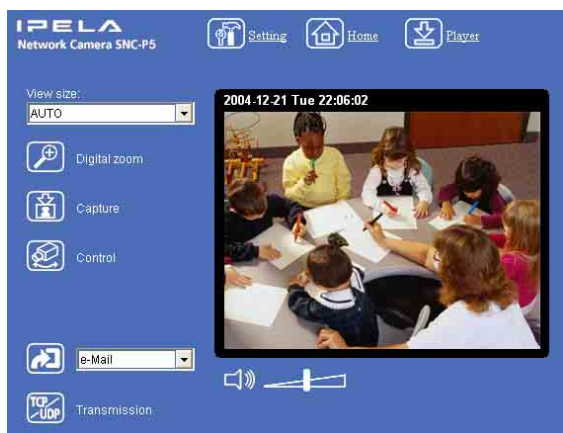 IPELA
Network Camera SNC-P5
Setting
Home
Player
View size:
AUTO
2004-12-21 Tue 22:06:02
Digital zoom
Capture
Control
e-Mail
TCP/UDP
Transmission